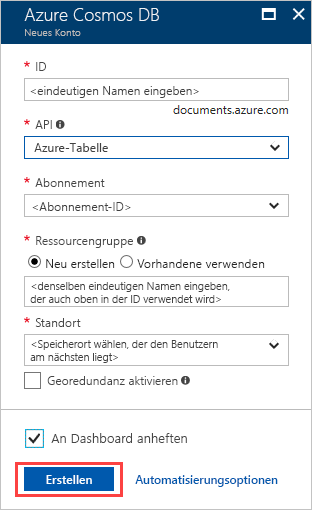 Azure Cosmos DB
Neues Konto
* ID
<eindeutigen Namen eingeben>
documents.azure.com
* API
Azure-Tabelle
* Abonnement
<Abonnement-ID>
* Ressourcengruppe
Neu erstellen Vorhandene verwenden
<denselben eindeutigen Namen eingeben,
der auch oben in der ID verwendet wird>
* Standort
<Speicherort wählen, der den Benutzern
am nächsten liegt>
Georedundanz aktivieren
An Dashboard anheften
Erstellen Automatisierungsoptionen